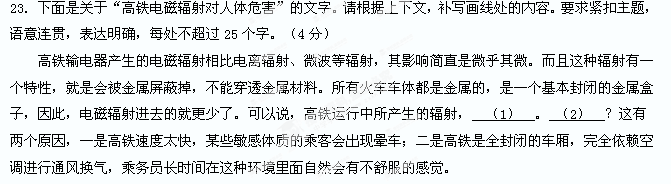 23. 下面是关于“高铁电磁辐射对人体危害”的文字。请根据上下文，补写画线处的内容。要求紧扣主题，
语意连贯，表达明确，每处不超过25个字。（4分）
高铁输电器产生的电磁辐射相比电离辐射、微波等辐射，其影响简直是微乎其微。而且这种辐射有一
个特性，就是会被金属屏蔽掉，不能穿透金属材料。所有火车车体都是金属的，是一个基本封闭的金属盒
子，因此，电磁辐射进去的就更少了。可以说，高铁运行中所产生的辐射，（1）。（2）？这有
两个原因，一是高铁速度太快，某些敏感体质的乘客会出现晕车；二是高铁是全封闭的车厢，完全依赖空
调进行通风换气，乘务员长时间在这种环境里面自然会有不舒服的感觉。